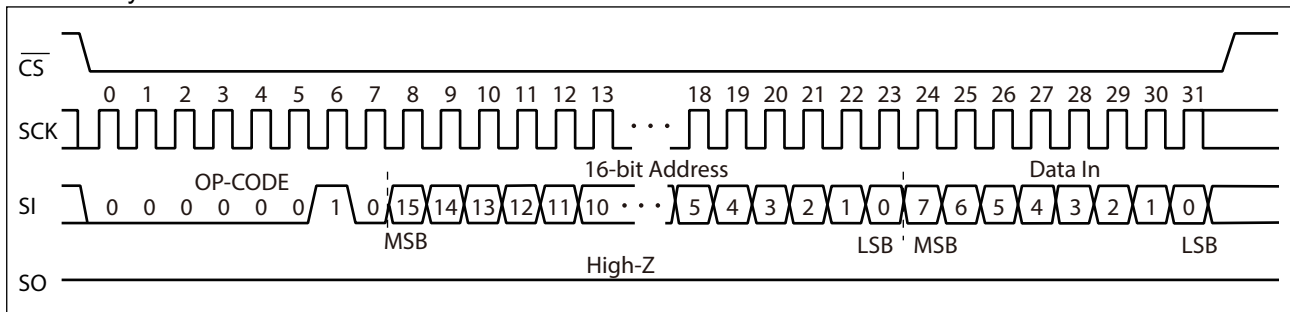 CS
0 1 2 3 4 5 6 7 8 9 10 11 12 13 18 19 20 21 22 23 24 25 26 27 28 29 30 31
SCK ···
OP-CODE 16-bit Address Data In
SI 0 0 0 0 0 0 1 0 15 14 13 12 11 10 ··· 5 4 3 2 1 0 7 6 5 4 3 2 1 0
MSB LSB MSB LSB
High-Z
SO